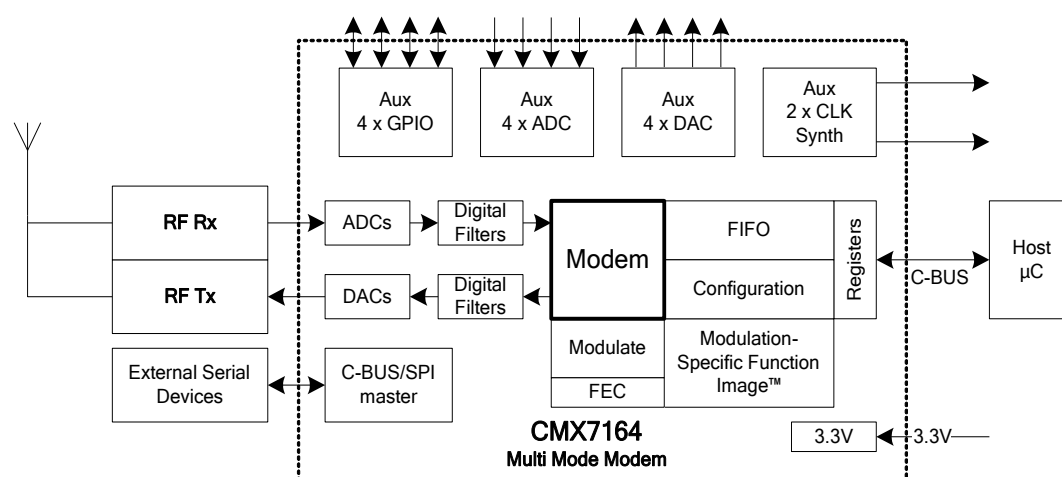 Aux
4 x GPIO
Aux
4 x ADC
Aux
4 x DAC
Aux
2 x CLK
Synth
RF Rx
ADCs
Digital
Filters
Modem
FIFO
Registers
Host
µC
C-BUS
RF Tx
DACs
Digital
Filters
Configuration
External Serial
Devices
C-BUS/SPI
master
Modulate
FEC
Modulation-
Specific Function
Image™
CMX7164
Multi Mode Modem
3.3V
3.3V